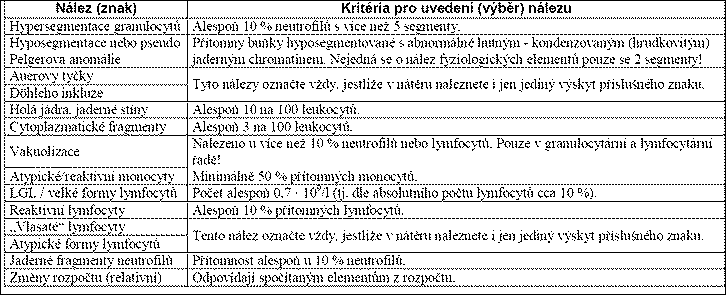 Nález (znak) Kritéria pro uvedení (výběr) nálezu
Hypersegmentace granulocytů Alespoň 10 % neutrofilů s více než 5 segmenty.
Hyposegmentace nebo pseudo Přítomny buňky hyposegmentované s abnormálně hutným - kondenzovaným (hrudkovitým)
Pelgerova anomálie jaderným chromatinem. Nejedná se o nález fyziologických elementů pouze se 2 segmenty!
Auerovy tyčky
Döhleho inkluze
Tyto nálezy označte vždy, jestliže v nátěru naleznete i jen jediný výskyt příslušného znaku.
Holá jádra, jaderné stíny Alespoň 10 na 100 leukocytů.
Cytoplazmatické fragmenty Alespoň 3 na 100 leukocytů.
Vakuolizace Nalezeno u více než 10 % neutrofilů nebo lymfocytů. Pouze v granulocytární a lymfocytární
řadě!
Atypické/reaktivní monocyty Minimálně 50 % přítomných monocytů.
LGL / velké formy lymfocytů Počet alespoň 0,7 · 10⁹/l (tj. dle absolutního počtu lymfocytů cca 10 %).
Reaktivní lymfocyty Alespoň 10 % přítomných lymfocytů.
„Vlasaté“ lymfocyty
Atypické formy lymfocytů
Tento nález označte vždy, jestliže v nátěru naleznete i jen jediný výskyt příslušného znaku.
Jaderné fragmenty neutrofilů Přítomnost alespoň u 10 % neutrofilů.
Změny rozpočtu (relativní) Odpovídají spočítaným elementům z rozpočtu.